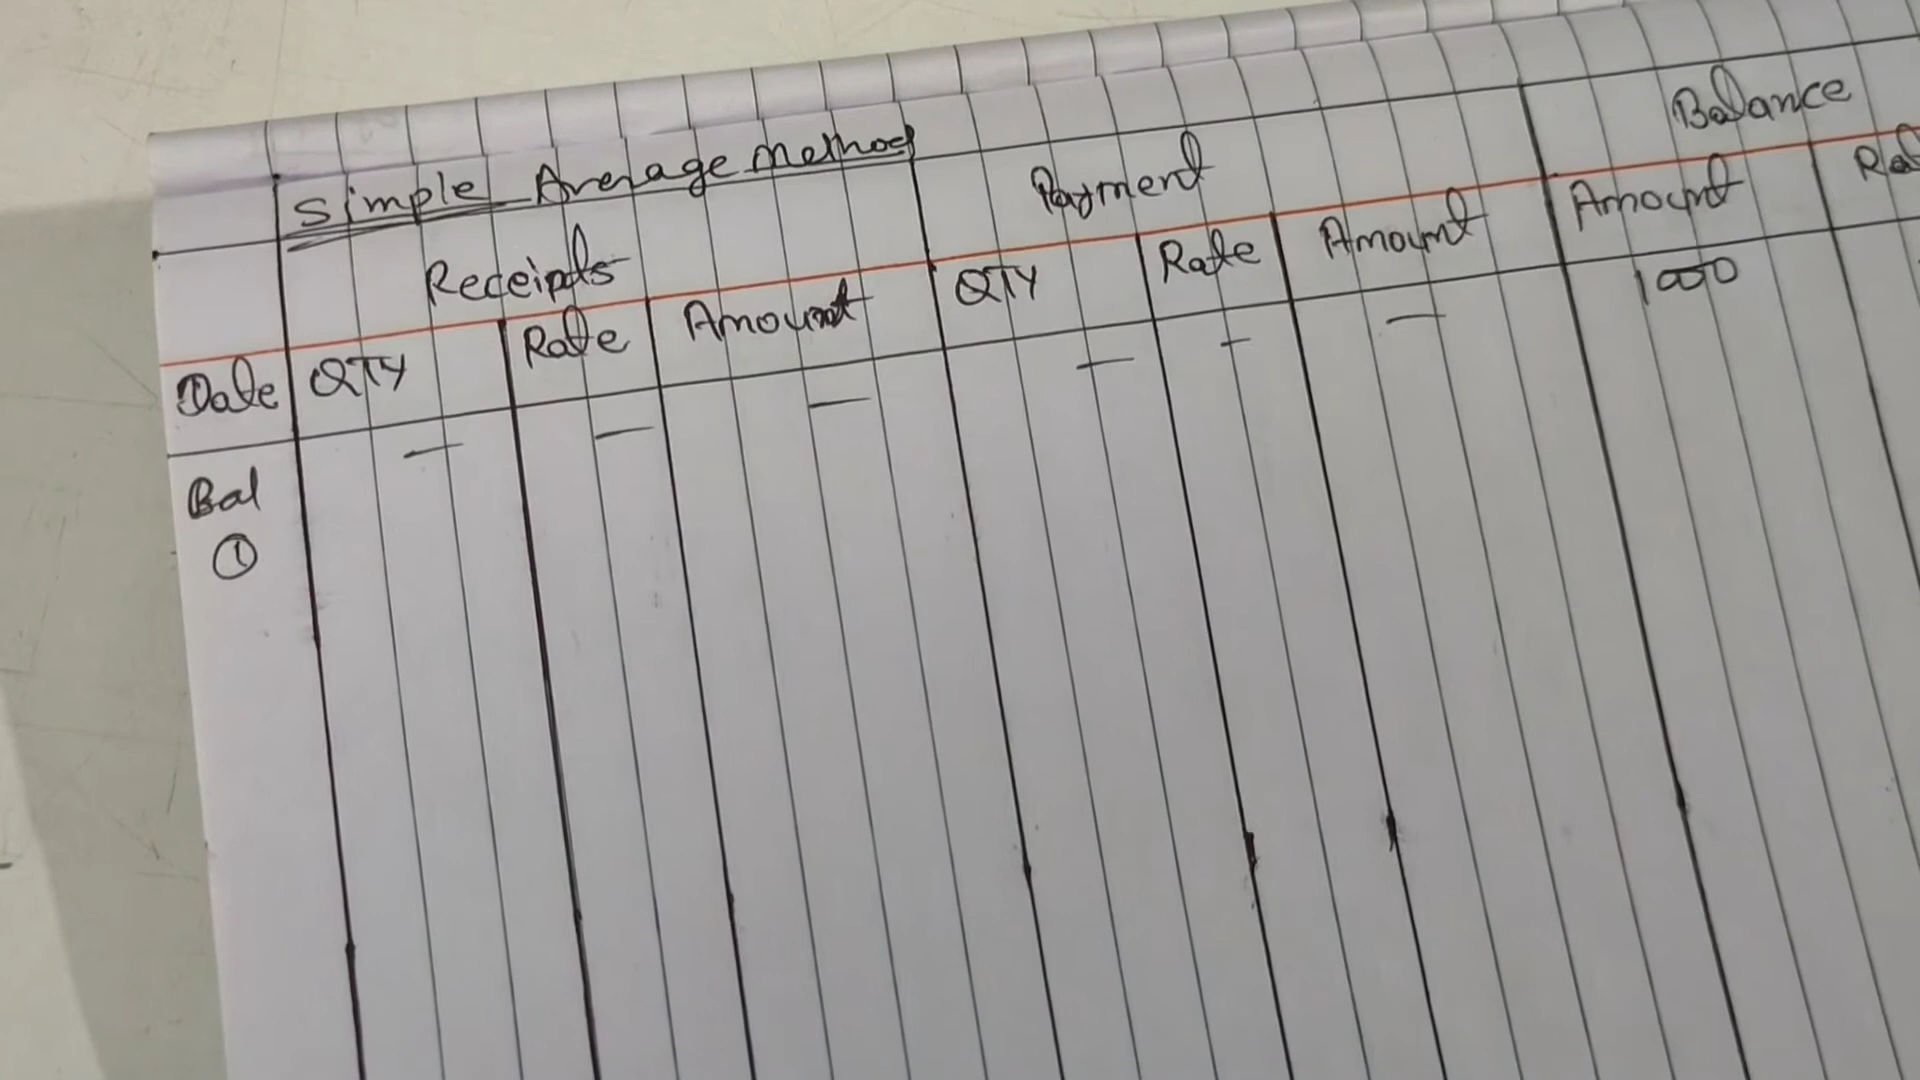 Simple Average Method
Receipts Payment Balance
Date QTY Rate Amount QTY Rate Amount Amount
Bal — — — — — — 1000
①